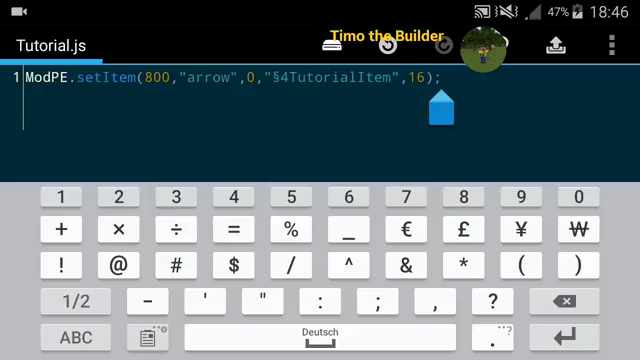 47% 18:46
Timo the Builder
Tutorial.js
1 ModPE.setItem(800,"arrow",0,"§4TutorialItem",16);
1 2 3 4 5 6 7 8 9 0
+ × ÷ = % _ € £ ¥ ₩
! @ # $ / ^ & * ( )
1/2 - ' " : ; , ?
ABC Deutsch . ?